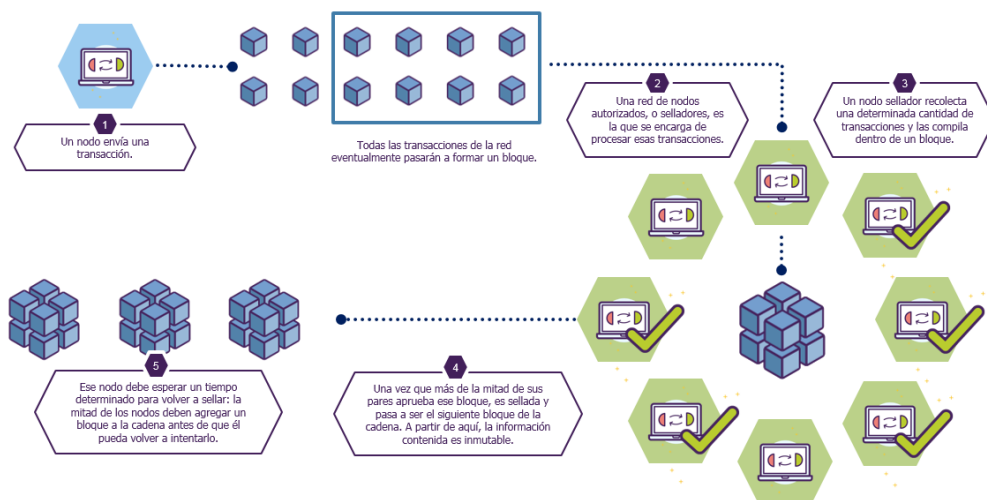 1
Un nodo envía una
transacción.
Todas las transacciones de la red
eventualmente pasarán a formar un bloque.
2
Una red de nodos
autorizados, o selladores, es
la que se encarga de
procesar esas transacciones.
3
Un nodo sellador recolecta
una determinada cantidad de
transacciones y las compila
dentro de un bloque.
4
Una vez que más de la mitad de sus
pares aprueba ese bloque, es sellada y
pasa a ser el siguiente bloque de la
cadena. A partir de aquí, la información
contenida es inmutable.
5
Ese nodo debe esperar un tiempo
determinado para volver a sellar: la
mitad de los nodos deben agregar un
bloque a la cadena antes de que él
pueda volver a intentarlo.